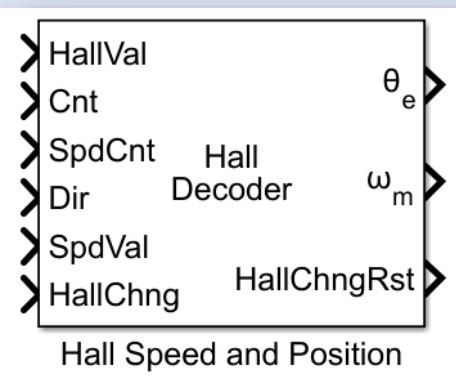 HallVal
Cnt
SpdCnt
Dir
SpdVal
HallChng
Hall
Decoder
θe
ωm
HallChngRst
Hall Speed and Position